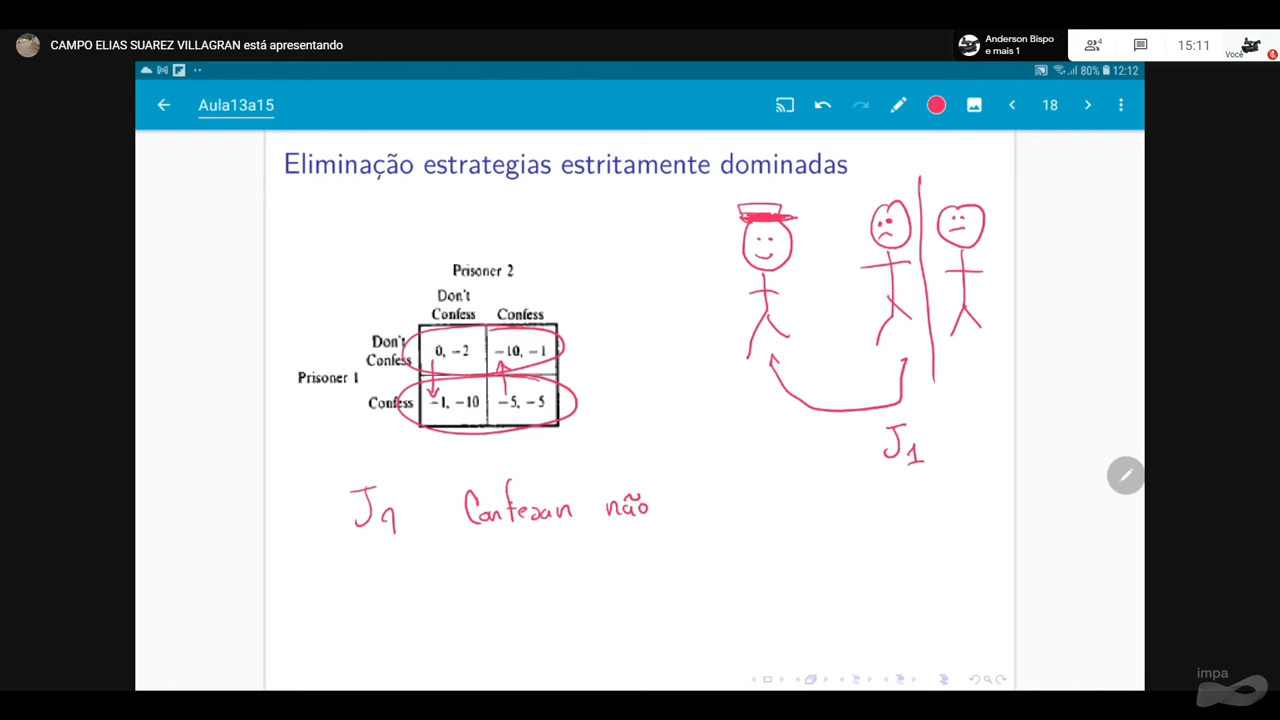 CAMPO ELIAS SUAREZ VILLAGRAN está apresentando
Anderson Bispo
e mais 1
4
15:11
Você
80% 12:12
Aula13a15
18
Eliminação estrategias estritamente dominadas
Prisoner 2
Don't
Confess Confess
Don't
Confess 0, −2 −10, −1
Prisoner 1
Confess −1, −10 −5, −5
J1
J1 Confesan não
impa